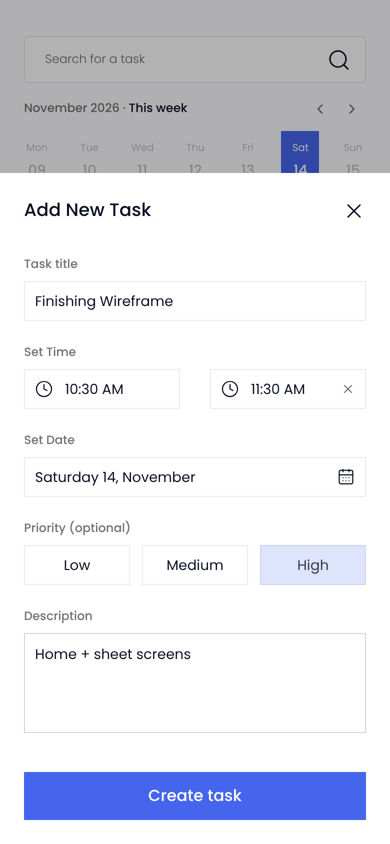 Search for a task
November 2026 · This week
Mon Tue Wed Thu Fri Sat Sun
09 10 11 12 13 14 15
Add New Task
Task title
Finishing Wireframe
Set Time
10:30 AM 11:30 AM
Set Date
Saturday 14, November
Priority (optional)
Low Medium High
Description
Home + sheet screens
Create task